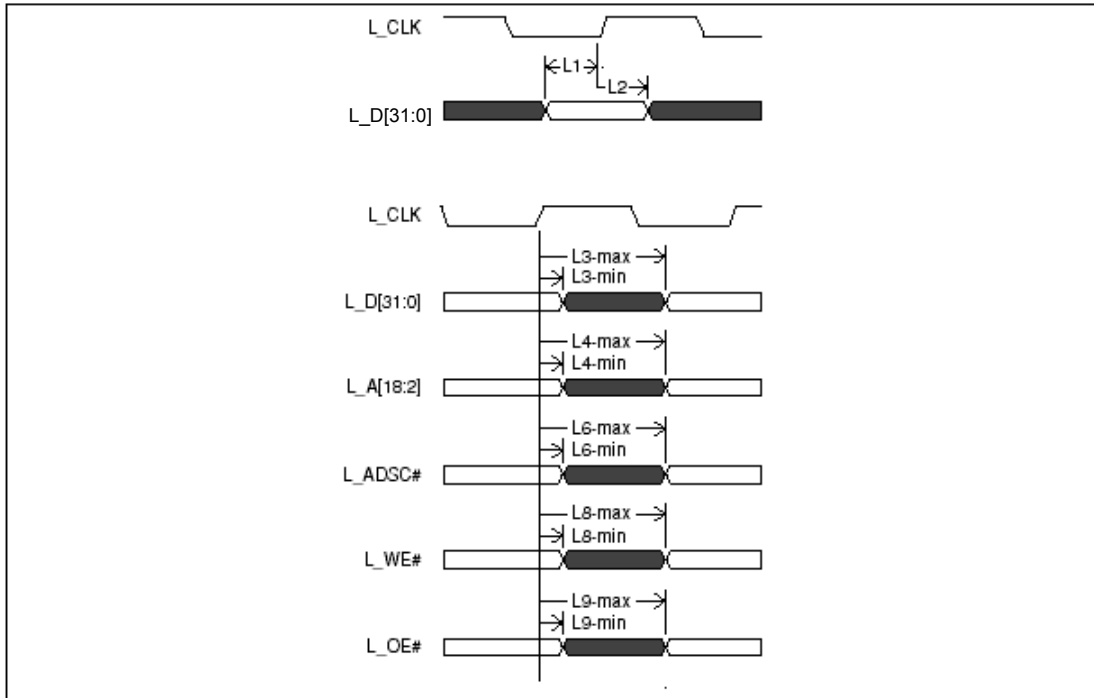 L_CLK
L1
L2
L_D[31:0]
L_CLK
L3-max
L3-min
L_D[31:0]
L4-max
L4-min
L_A[18:2]
L6-max
L6-min
L_ADSC#
L8-max
L8-min
L_WE#
L9-max
L9-min
L_OE#